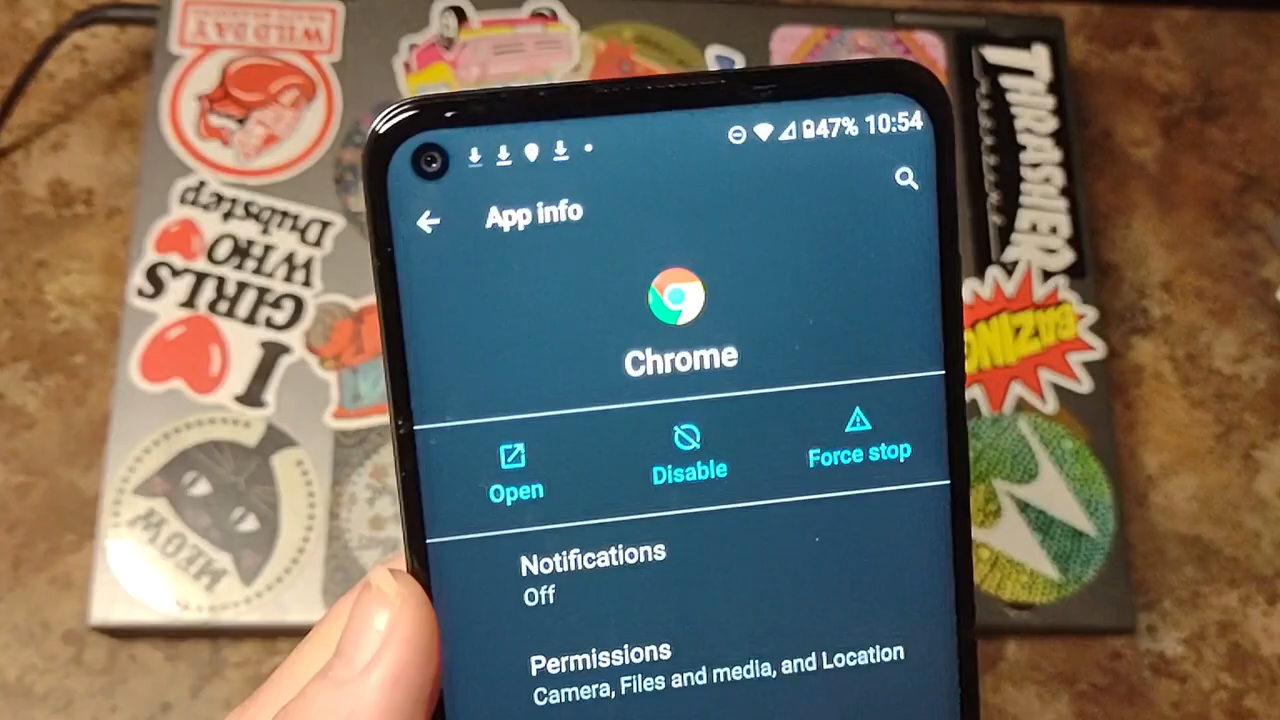 47% 10:54
App info
Chrome
Open
Disable
Force stop
Notifications
Off
Permissions
Camera, Files and media, and Location
WILD DAY
I
GIRLS
WHO
Dubstep
MEOW
THRASHER
BAZING